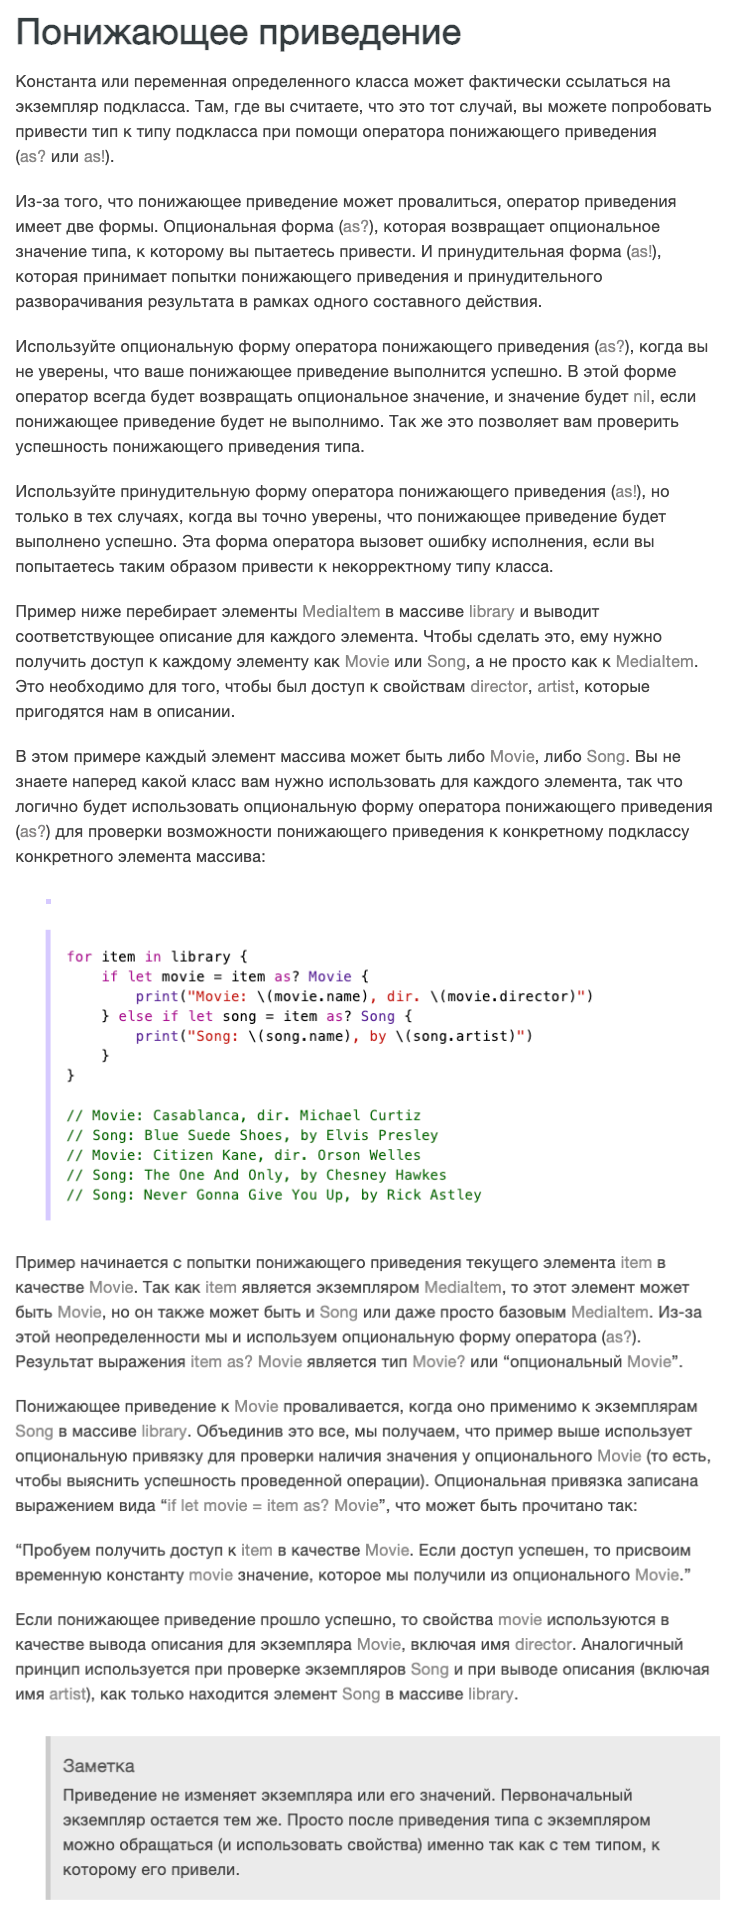 Понижающее приведение
Константа или переменная определенного класса может фактически ссылаться на
экземпляр подкласса. Там, где вы считаете, что это тот случай, вы можете попробовать
привести тип к типу подкласса при помощи оператора понижающего приведения
(as? или as!).
Из-за того, что понижающее приведение может провалиться, оператор приведения
имеет две формы. Опциональная форма (as?), которая возвращает опциональное
значение типа, к которому вы пытаетесь привести. И принудительная форма (as!),
которая принимает попытки понижающего приведения и принудительного
разворачивания результата в рамках одного составного действия.
Используйте опциональную форму оператора понижающего приведения (as?), когда вы
не уверены, что ваше понижающее приведение выполнится успешно. В этой форме
оператор всегда будет возвращать опциональное значение, и значение будет nil, если
понижающее приведение будет не выполнимо. Так же это позволяет вам проверить
успешность понижающего приведения типа.
Используйте принудительную форму оператора понижающего приведения (as!), но
только в тех случаях, когда вы точно уверены, что понижающее приведение будет
выполнено успешно. Эта форма оператора вызовет ошибку исполнения, если вы
попытаетесь таким образом привести к некорректному типу класса.
Пример ниже перебирает элементы MediaItem в массиве library и выводит
соответствующее описание для каждого элемента. Чтобы сделать это, ему нужно
получить доступ к каждому элементу как Movie или Song, а не просто как к MediaItem.
Это необходимо для того, чтобы был доступ к свойствам director, artist, которые
пригодятся нам в описании.
В этом примере каждый элемент массива может быть либо Movie, либо Song. Вы не
знаете наперед какой класс вам нужно использовать для каждого элемента, так что
логично будет использовать опциональную форму оператора понижающего приведения
(as?) для проверки возможности понижающего приведения к конкретному подклассу
конкретного элемента массива:
for item in library {
    if let movie = item as? Movie {
        print("Movie: \(movie.name), dir. \(movie.director)")
    } else if let song = item as? Song {
        print("Song: \(song.name), by \(song.artist)")
    }
}
// Movie: Casablanca, dir. Michael Curtiz
// Song: Blue Suede Shoes, by Elvis Presley
// Movie: Citizen Kane, dir. Orson Welles
// Song: The One And Only, by Chesney Hawkes
// Song: Never Gonna Give You Up, by Rick Astley
Пример начинается с попытки понижающего приведения текущего элемента item в
качестве Movie. Так как item является экземпляром MediaItem, то этот элемент может
быть Movie, но он также может быть и Song или даже просто базовым MediaItem. Из-за
этой неопределенности мы и используем опциональную форму оператора (as?).
Результат выражения item as? Movie является тип Movie? или “опциональный Movie”.
Понижающее приведение к Movie проваливается, когда оно применимо к экземплярам
Song в массиве library. Объединив это все, мы получаем, что пример выше использует
опциональную привязку для проверки наличия значения у опционального Movie (то есть,
чтобы выяснить успешность проведенной операции). Опциональная привязка записана
выражением вида “if let movie = item as? Movie”, что может быть прочитано так:
“Пробуем получить доступ к item в качестве Movie. Если доступ успешен, то присвоим
временную константу movie значение, которое мы получили из опционального Movie.”
Если понижающее приведение прошло успешно, то свойства movie используются в
качестве вывода описания для экземпляра Movie, включая имя director. Аналогичный
принцип используется при проверке экземпляров Song и при выводе описания (включая
имя artist), как только находится элемент Song в массиве library.
Заметка
Приведение не изменяет экземпляра или его значений. Первоначальный
экземпляр остается тем же. Просто после приведения типа с экземпляром
можно обращаться (и использовать свойства) именно так как с тем типом, к
которому его привели.